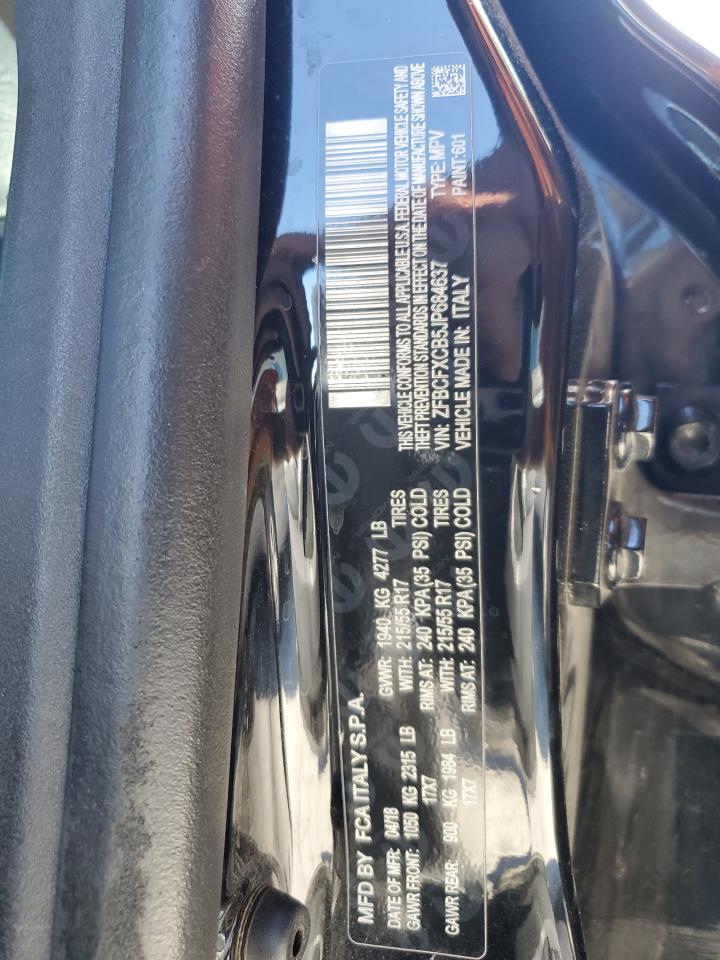 MFD BY FCA ITALY S.P.A.
DATE OF MFR: 04/18 GVWR: 1940 KG 4277 LB
GAWR FRONT: 1050 KG 2315 LB WITH: 215/55 R17 TIRES
17X7 RIMS AT: 240 KPA(35 PSI) COLD
GAWR REAR: 900 KG 1984 LB WITH: 215/55 R17 TIRES
17X7 RIMS AT: 240 KPA(35 PSI) COLD
THIS VEHICLE CONFORMS TO ALL APPLICABLE U.S.A. FEDERAL MOTOR VEHICLE SAFETY AND
THEFT PREVENTION STANDARDS IN EFFECT ON THE DATE OF MANUFACTURE SHOWN ABOVE
VIN: ZFBCFXCB5JP684637 TYPE: MPV
VEHICLE MADE IN: ITALY PAINT:601